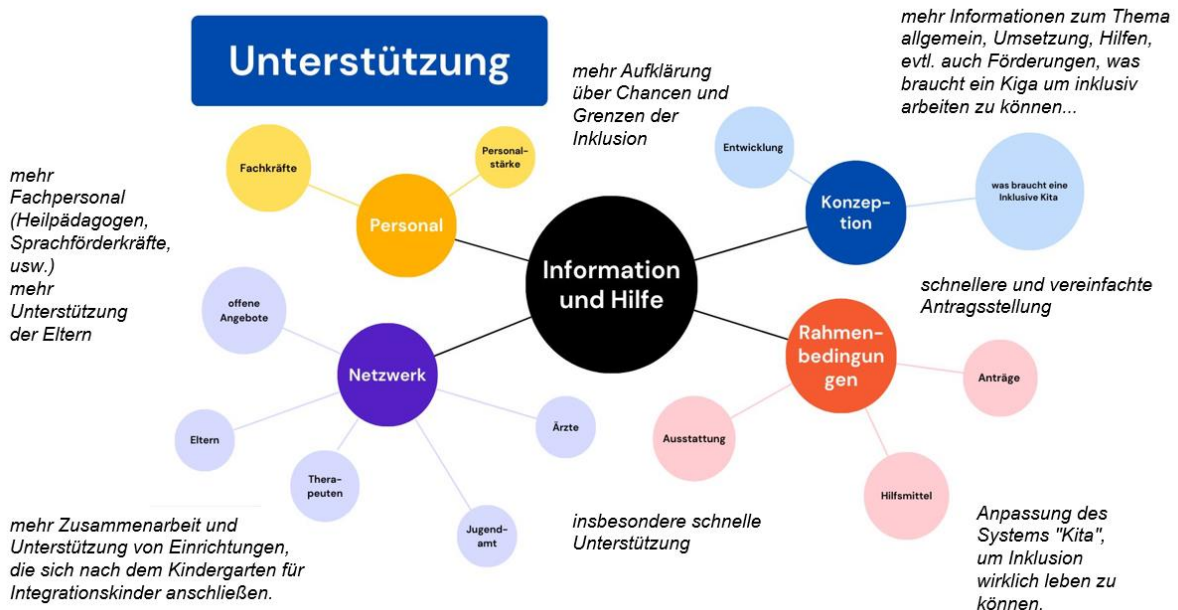 Unterstützung
mehr Informationen zum Thema
allgemein, Umsetzung, Hilfen,
evtl. auch Förderungen, was
braucht ein Kiga um inklusiv
arbeiten zu können...
mehr Aufklärung
über Chancen und
Grenzen der
Inklusion
Fachkräfte
Personal-
stärke
Personal
Entwicklung
Konzep-
tion
was braucht eine
Inklusive Kita
mehr
Fachpersonal
(Heilpädagogen,
Sprachförderkräfte,
usw.)
mehr
Unterstützung
der Eltern
Information
und Hilfe
schnellere und vereinfachte
Antragsstellung
offene
Angebote
Netzwerk
Rahmen-
bedingun
gen
Anträge
Eltern
Thera-
peuten
Jugend-
amt
Ärzte
Ausstattung
Hilfsmittel
mehr Zusammenarbeit und
Unterstützung von Einrichtungen,
die sich nach dem Kindergarten für
Integrationskinder anschließen.
insbesondere schnelle
Unterstützung
Anpassung des
Systems "Kita",
um Inklusion
wirklich leben zu
können.